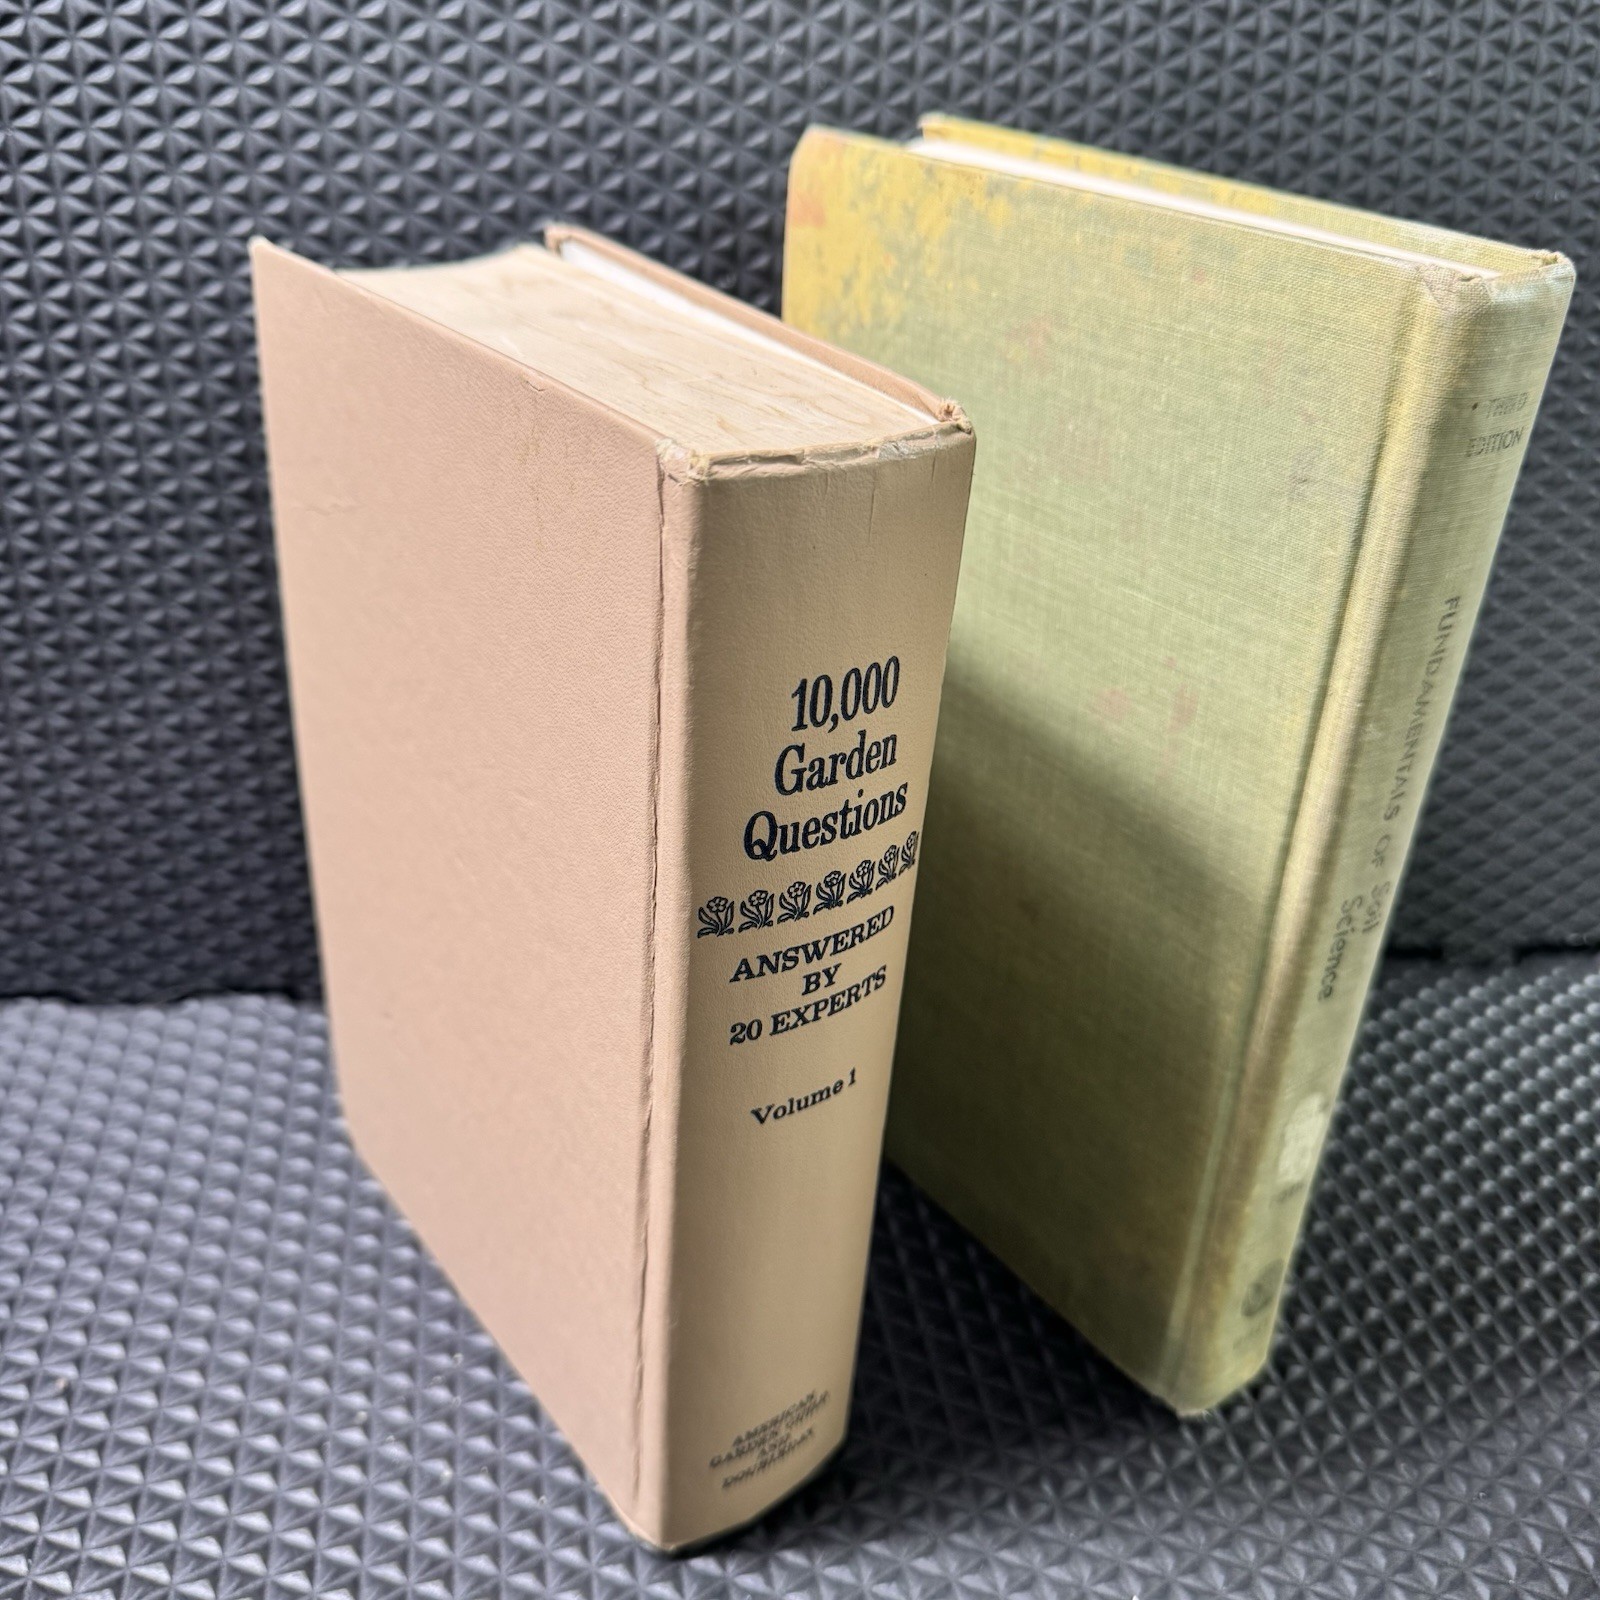 10,000
Garden
Questions
ANSWERED
BY
20 EXPERTS
Volume 1
AMERICAN
GARDEN GUILD
AND
DOUBLEDAY
THIRD
EDITION
FUNDAMENTALS OF Soil
Science